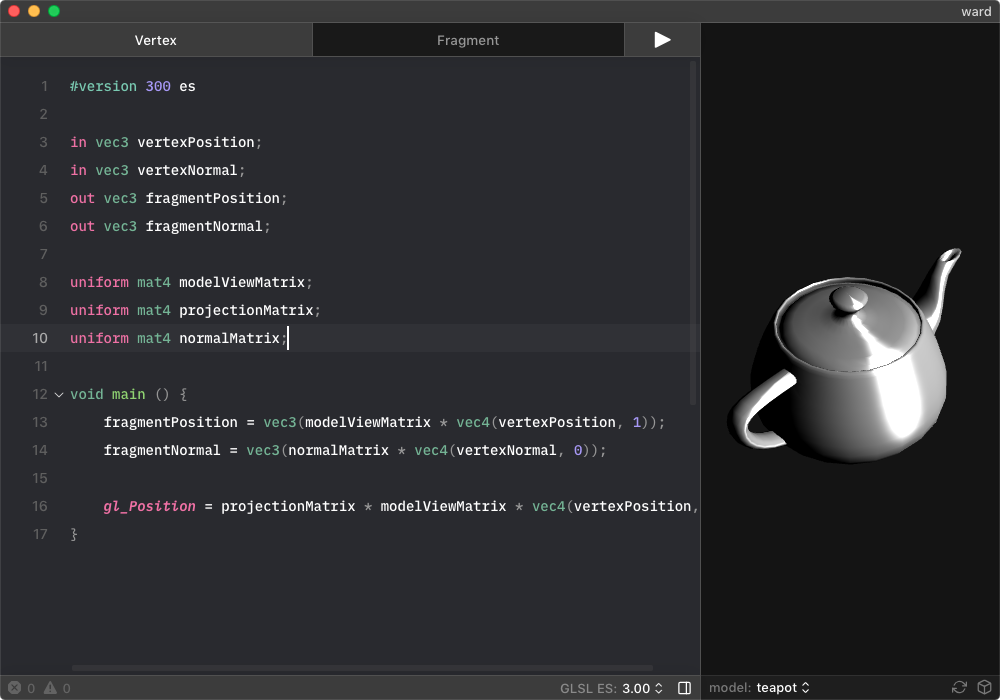 ward
Vertex
Fragment
1 #version 300 es
2
3 in vec3 vertexPosition;
4 in vec3 vertexNormal;
5 out vec3 fragmentPosition;
6 out vec3 fragmentNormal;
7
8 uniform mat4 modelViewMatrix;
9 uniform mat4 projectionMatrix;
10 uniform mat4 normalMatrix;
11
12 void main () {
13 fragmentPosition = vec3(modelViewMatrix * vec4(vertexPosition, 1));
14 fragmentNormal = vec3(normalMatrix * vec4(vertexNormal, 0));
15
16 gl_Position = projectionMatrix * modelViewMatrix * vec4(vertexPosition,
17 }
0 0 GLSL ES: 3.00
model: teapot